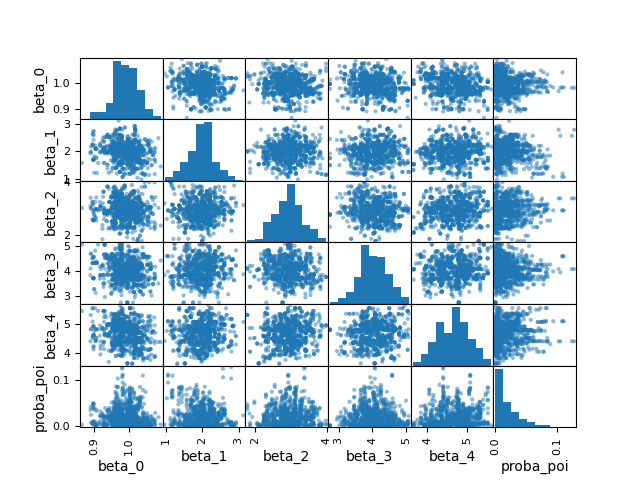 beta_0
1.0
0.9
beta_1
3
1
beta_2
4
2
beta_3
5
4
3
beta_4
5
4
proba_poi
0.1
0.0
0.9 1.0 1 2 3 2 4 3 4 5 4 5 0.0 0.1
beta_0 beta_1 beta_2 beta_3 beta_4 proba_poi